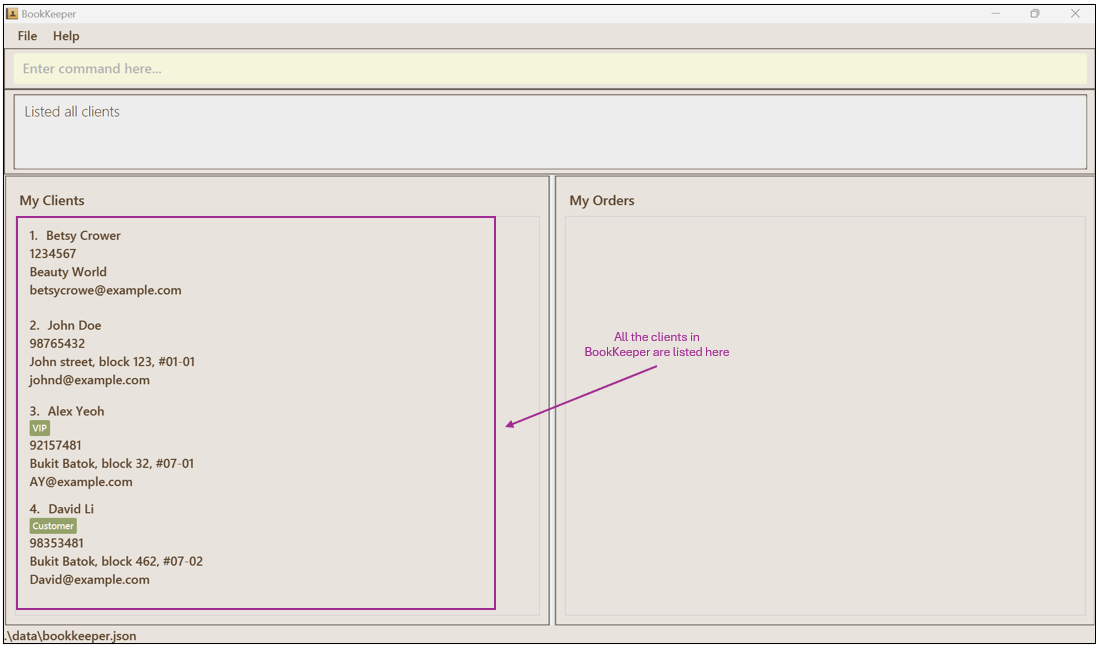 BookKeeper
File Help
Enter command here...
Listed all clients
My Clients
1. Betsy Crower
1234567
Beauty World
betsycrowe@example.com
2. John Doe
98765432
John street, block 123, #01-01
johnd@example.com
3. Alex Yeoh
VIP
92157481
Bukit Batok, block 32, #07-01
AY@example.com
4. David Li
Customer
98353481
Bukit Batok, block 462, #07-02
David@example.com
My Orders
All the clients in
BookKeeper are listed here
.\data\bookkeeper.json